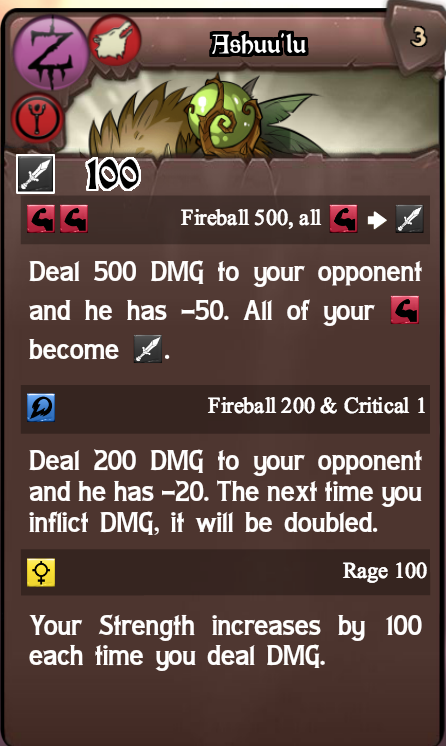 Ashuu'lu
3
100
Fireball 500, all
Deal 500 DMG to your opponent
and he has -50. All of your
become .
Fireball 200 & Critical 1
Deal 200 DMG to your opponent
and he has -20. The next time you
inflict DMG, it will be doubled.
Rage 100
Your Strength increases by 100
each time you deal DMG.